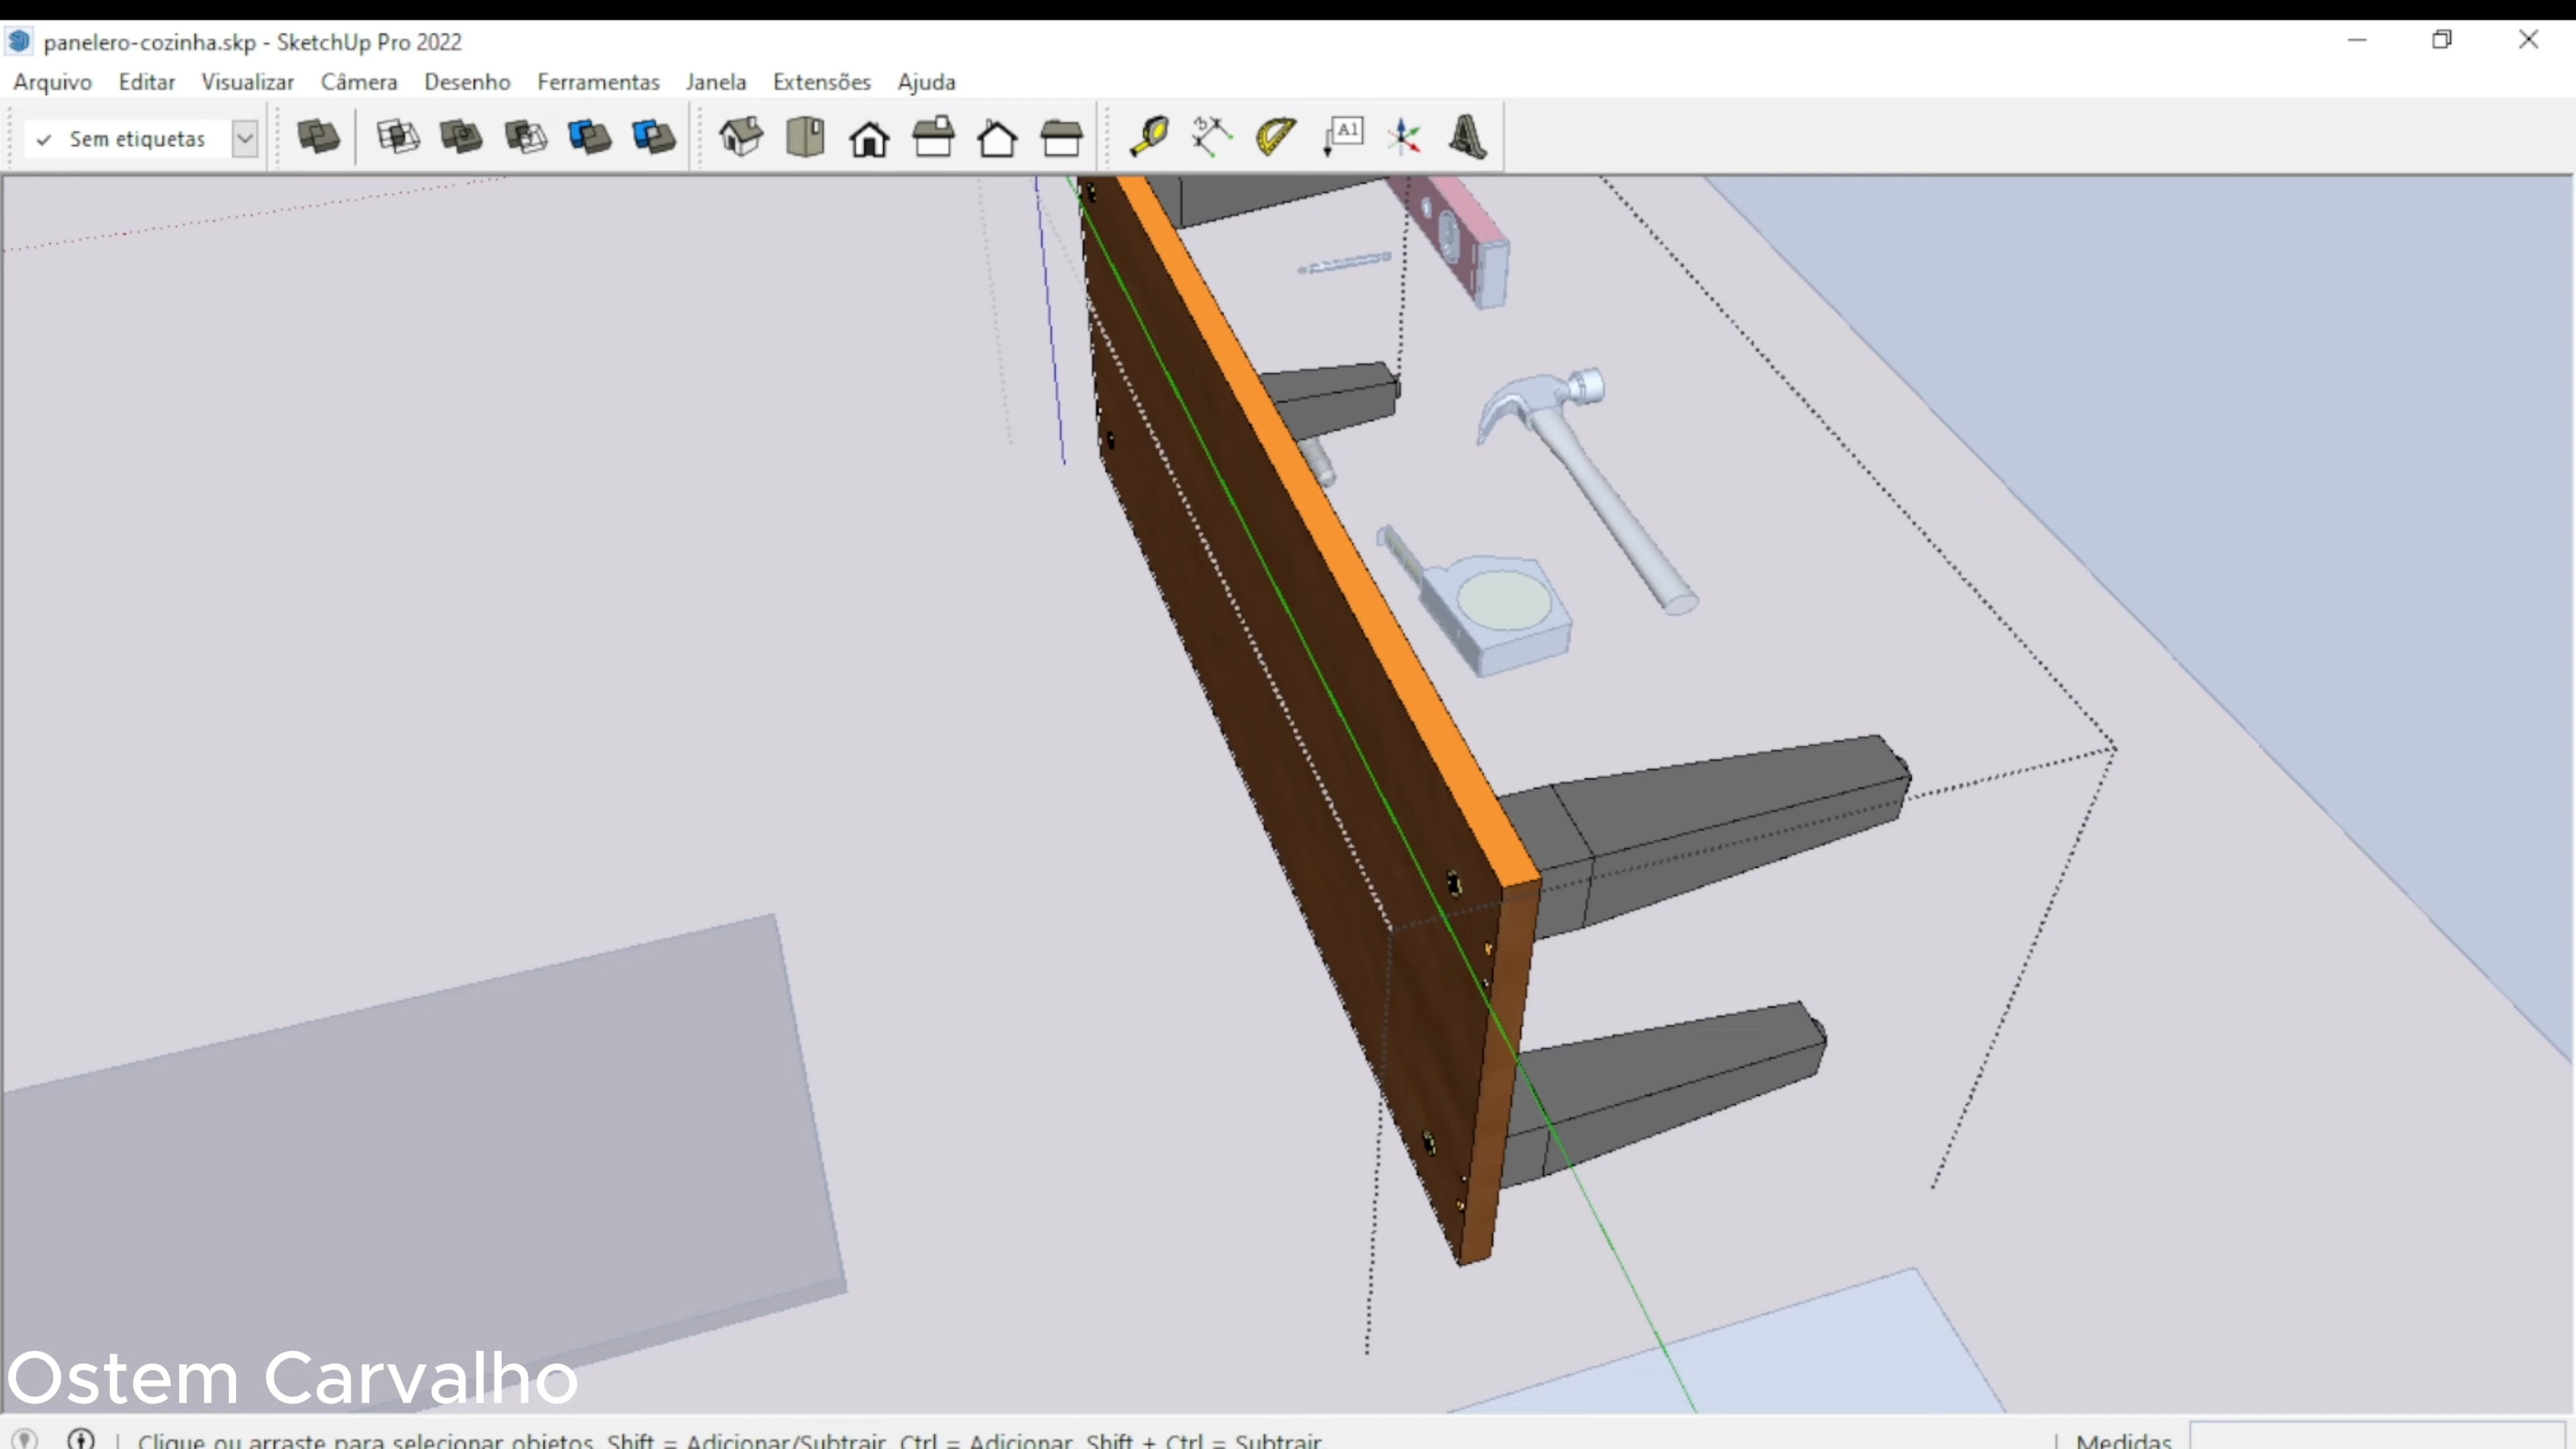 panelero-cozinha.skp - SketchUp Pro 2022
Arquivo Editar Visualizar Câmera Desenho Ferramentas Janela Extensões Ajuda
Sem etiquetas
A1
Ostem Carvalho
Clique ou arraste para selecionar objetos. Shift = Adicionar/Subtrair. Ctrl = Adicionar. Shift + Ctrl = Subtrair.
Medidas